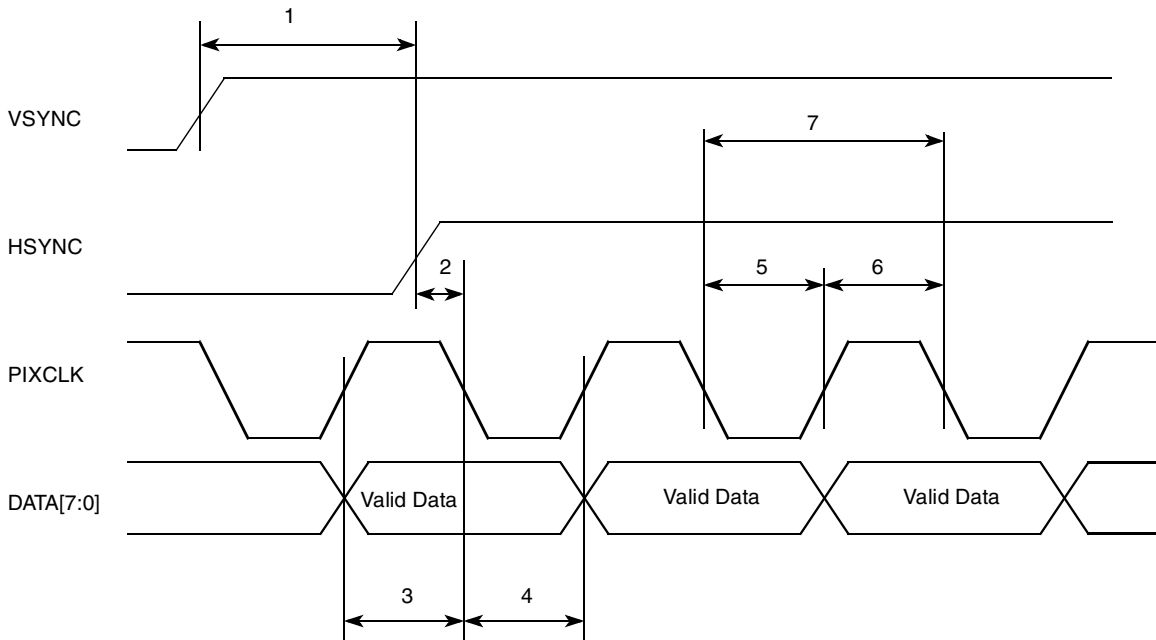 1
VSYNC
7
HSYNC
2
5
6
PIXCLK
DATA[7:0]
Valid Data
Valid Data
Valid Data
3
4